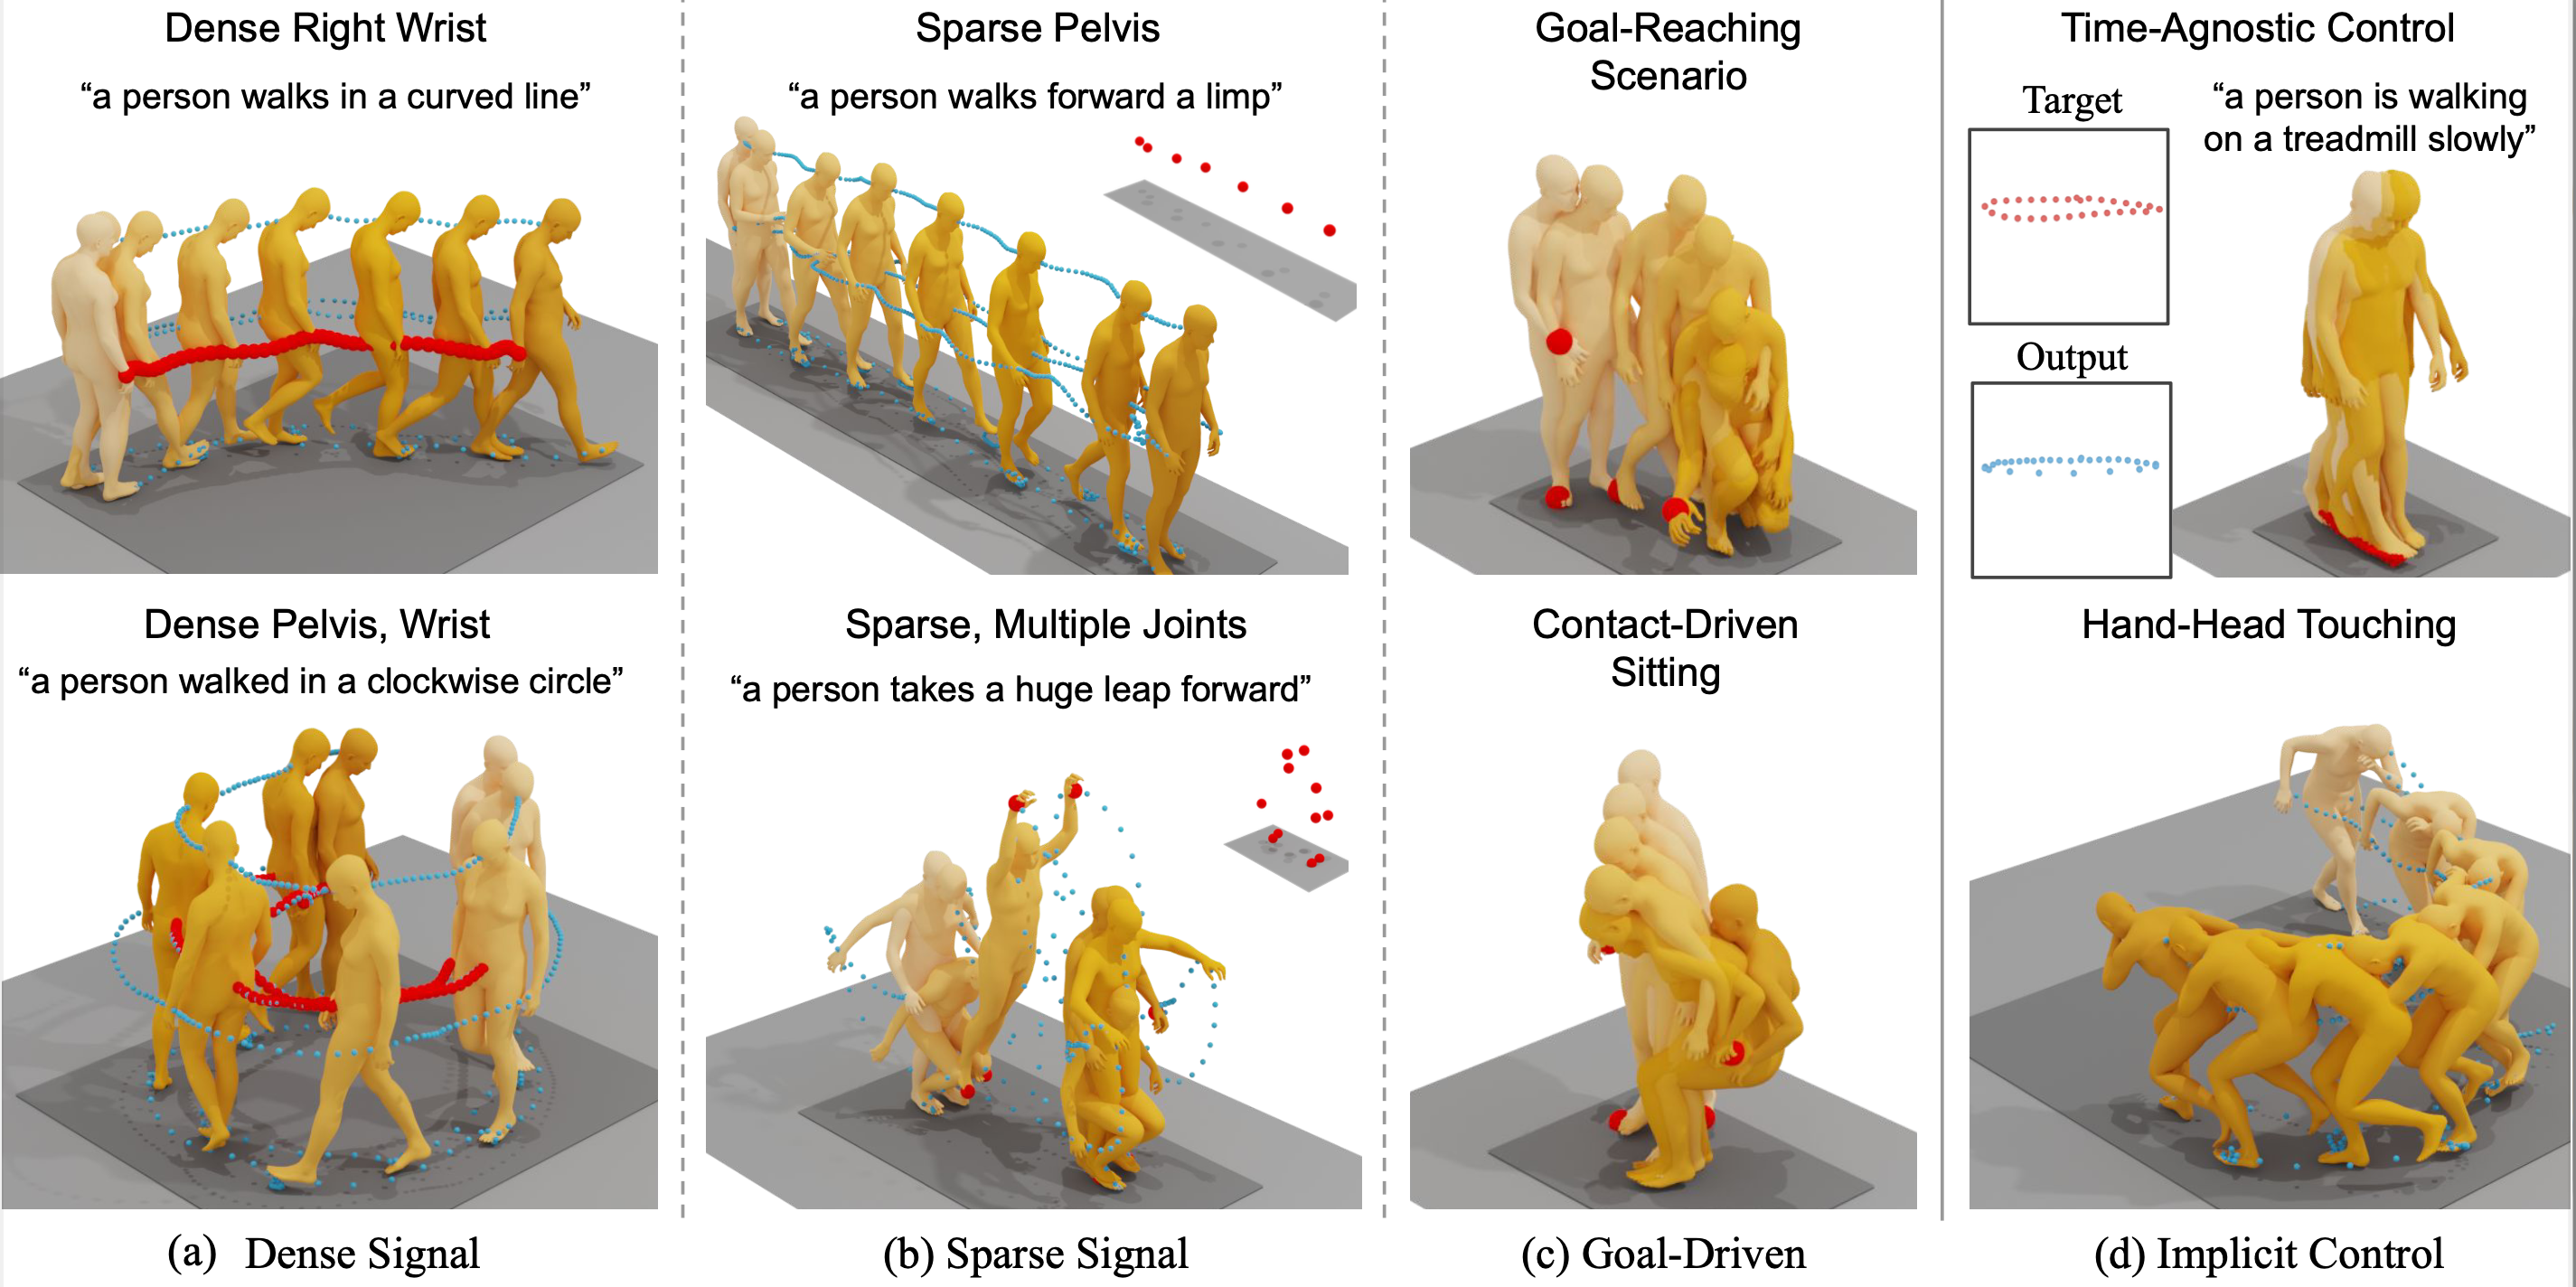 Dense Right Wrist
“a person walks in a curved line”
Dense Pelvis, Wrist
“a person walked in a clockwise circle”
(a) Dense Signal
Sparse Pelvis
“a person walks forward a limp”
Sparse, Multiple Joints
“a person takes a huge leap forward”
(b) Sparse Signal
Goal-Reaching
Scenario
Contact-Driven
Sitting
(c) Goal-Driven
Time-Agnostic Control
Target
“a person is walking
on a treadmill slowly”
Output
Hand-Head Touching
(d) Implicit Control